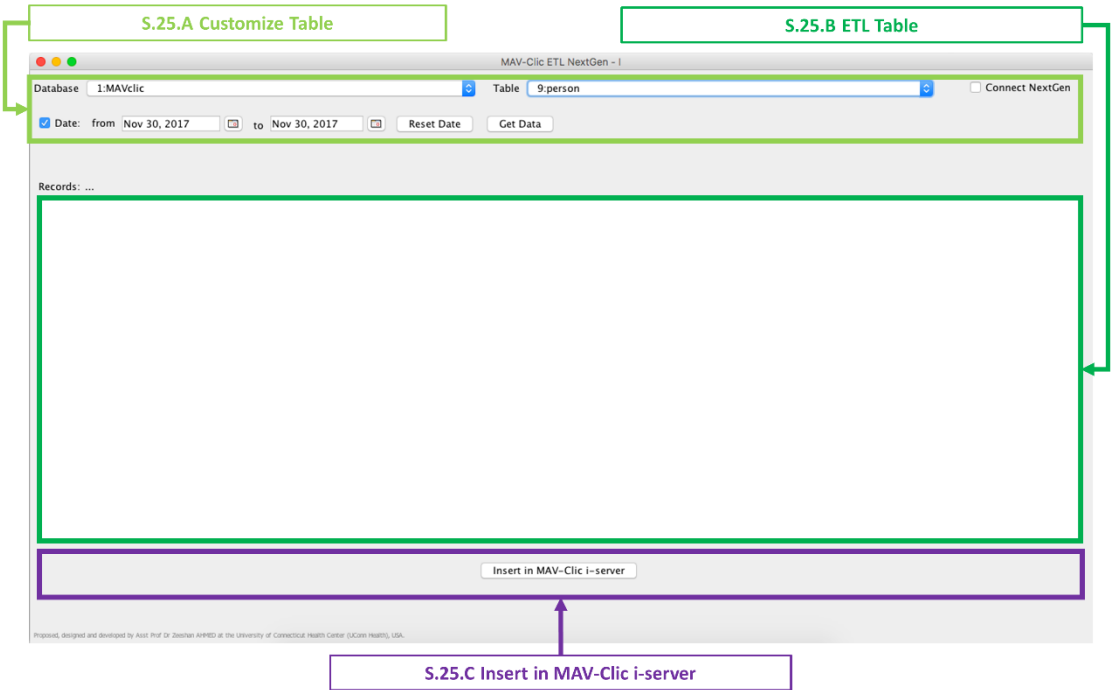 S.25.A Customize Table
S.25.B ETL Table
MAV-Clic ETL NextGen - I
Database 1:MAVclic Table 9:person Connect NextGen
Date: from Nov 30, 2017 to Nov 30, 2017 Reset Date Get Data
Records: ...
Insert in MAV-Clic i-server
Proposed, designed and developed by Asst Prof Dr Zeeshan AHMED at the University of Connecticut Health Center (UConn Health), USA.
S.25.C Insert in MAV-Clic i-server